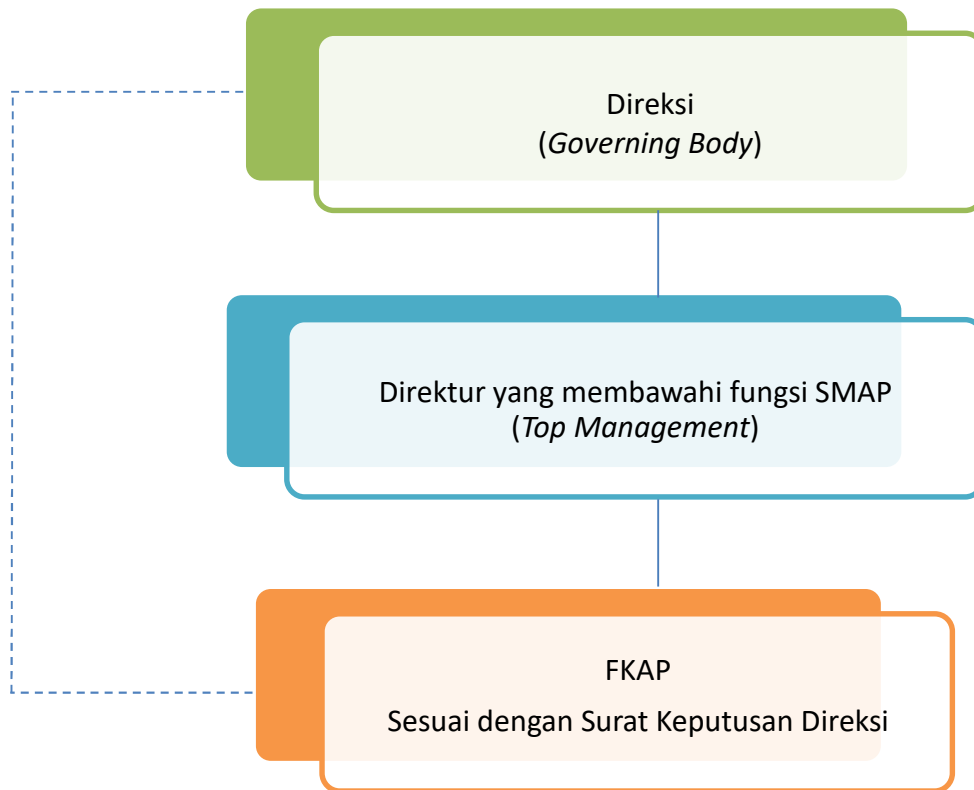 Direksi
(Governing Body)
Direktur yang membawahi fungsi SMAP
(Top Management)
FKAP
Sesuai dengan Surat Keputusan Direksi